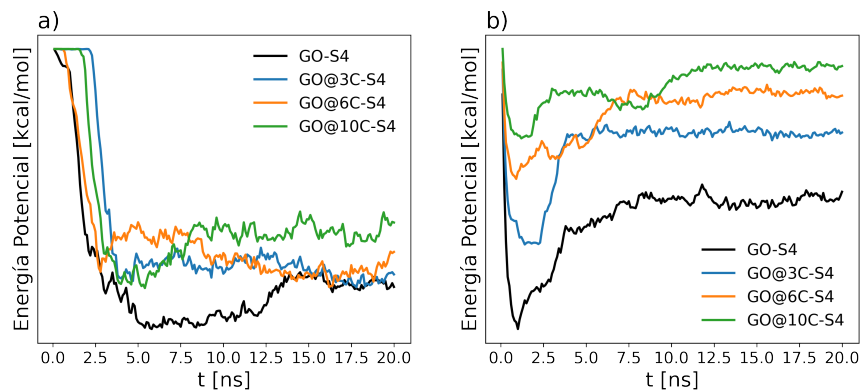 a)
Energía Potencial [kcal/mol]
GO-S4
GO@3C-S4
GO@6C-S4
GO@10C-S4
0.0 2.5 5.0 7.5 10.0 12.5 15.0 17.5 20.0
t [ns]
b)
Energía Potencial [kcal/mol]
GO-S4
GO@3C-S4
GO@6C-S4
GO@10C-S4
0.0 2.5 5.0 7.5 10.0 12.5 15.0 17.5 20.0
t [ns]